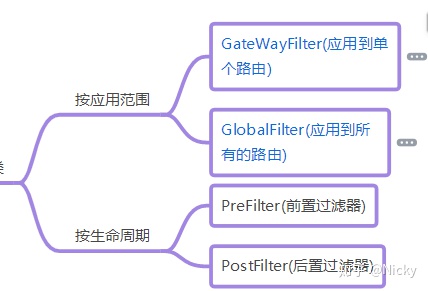 GateWayFilter(应用到单
个路由)
按应用范围
GlobalFilter(应用到所
有的路由)
类
PreFilter(前置过滤器)
按生命周期
PostFilter(后置过滤器)
知乎 @Nicky